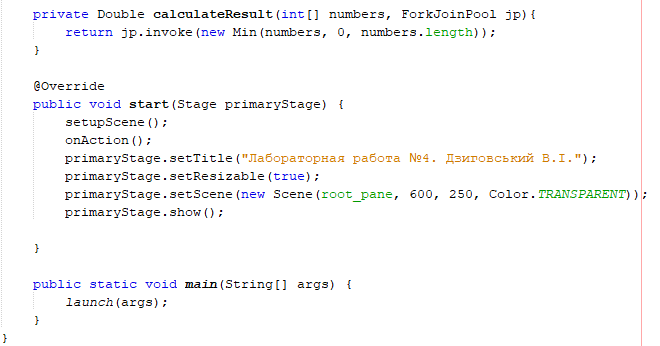 private Double calculateResult(int[] numbers, ForkJoinPool jp){
return jp.invoke(new Min(numbers, 0, numbers.length));
}
@Override
public void start(Stage primaryStage) {
setupScene();
onAction();
primaryStage.setTitle("Лабораторная работа №4. Дзиговський В.І.");
primaryStage.setResizable(true);
primaryStage.setScene(new Scene(root_pane, 600, 250, Color.TRANSPARENT));
primaryStage.show();
}
public static void main(String[] args) {
launch(args);
}
}